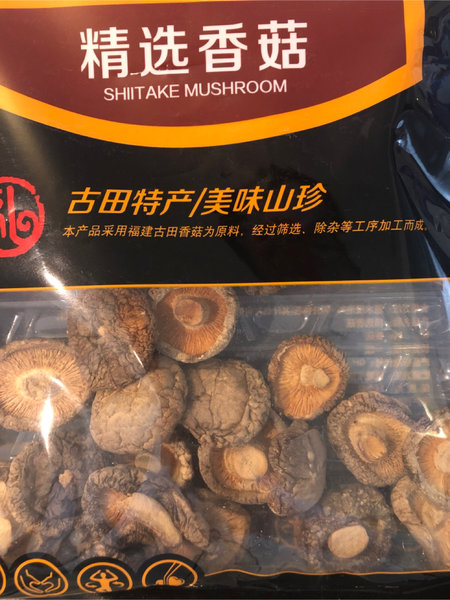 精选香菇
SHIITAKE MUSHROOM
古田特产/美味山珍
本产品采用福建古田香菇为原料，经过筛选、除杂等工序加工而成。